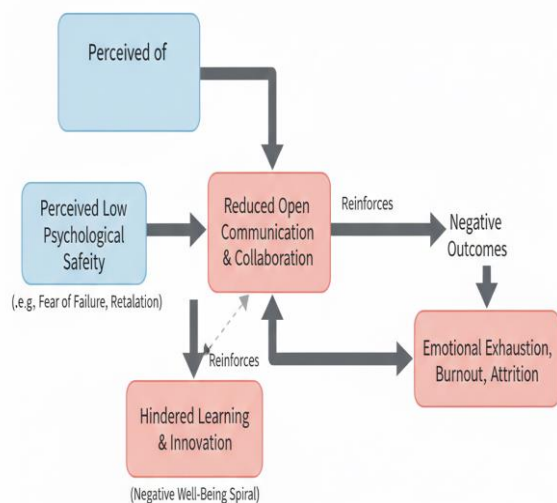 Perceived of
Perceived Low
Psychological
Safeity
(.e.g, Fear of Failure, Retalation)
Reduced Open
Communication
& Collaboration
Reinforces
Negative
Outcomes
Emotional Exhaustion,
Burnout, Attrition
Reinforces
Hindered Learning
& Innovation
(Negative Well-Being Spiral)